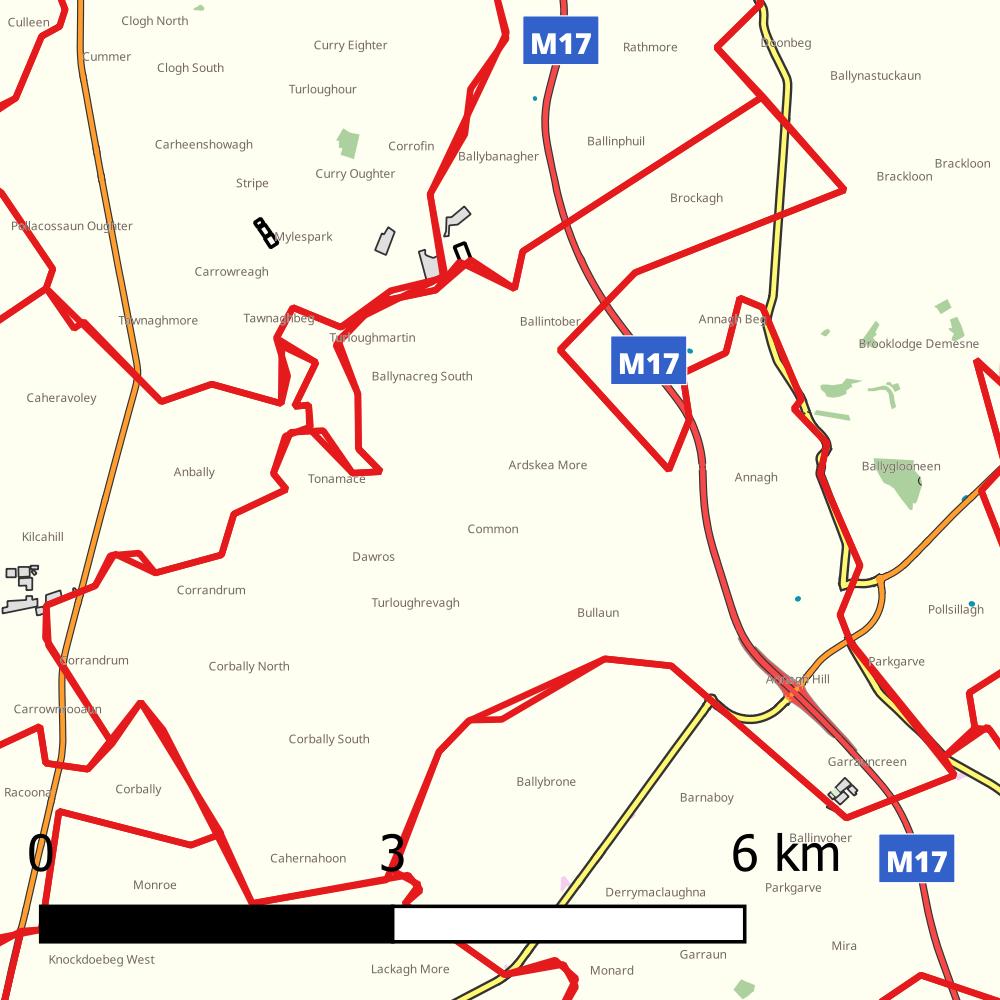 Culleen
Clogh North
M17
Doonbeg
Curry Eighter
Rathmore
Cummer
Clogh South
Ballynastuckaun
Turloughour
Carheenshowagh
Corrofin
Ballinphuil
Ballybanagher
Brackloon
Curry Oughter
Brackloon
Stripe
Brockagh
Pollacossaun Oughter
Mylespark
Carrowreagh
Tawnaghmore
Tawnaghbeg
Ballintober
Annagh Beg
Turloughmartin
Brooklodge Demesne
M17
Ballynacreg South
Caheravoley
Anbally
Ardskea More
Ballyglooneen
Tonamace
Annagh
Common
Kilcahill
Dawros
Corrandrum
Turloughrevagh
Bullaun
Pollsillagh
Corrandrum
Corbally North
Parkgarve
Annagh Hill
Carrowmooaun
Corbally South
Garrauncreen
Ballybrone
Racoona
Corbally
Barnaboy
Ballinvoher
0
3
6 km
Cahernahoon
M17
Monroe
Derrymaclaughna
Parkgarve
Mira
Knockdoebeg West
Garraun
Lackagh More
Monard